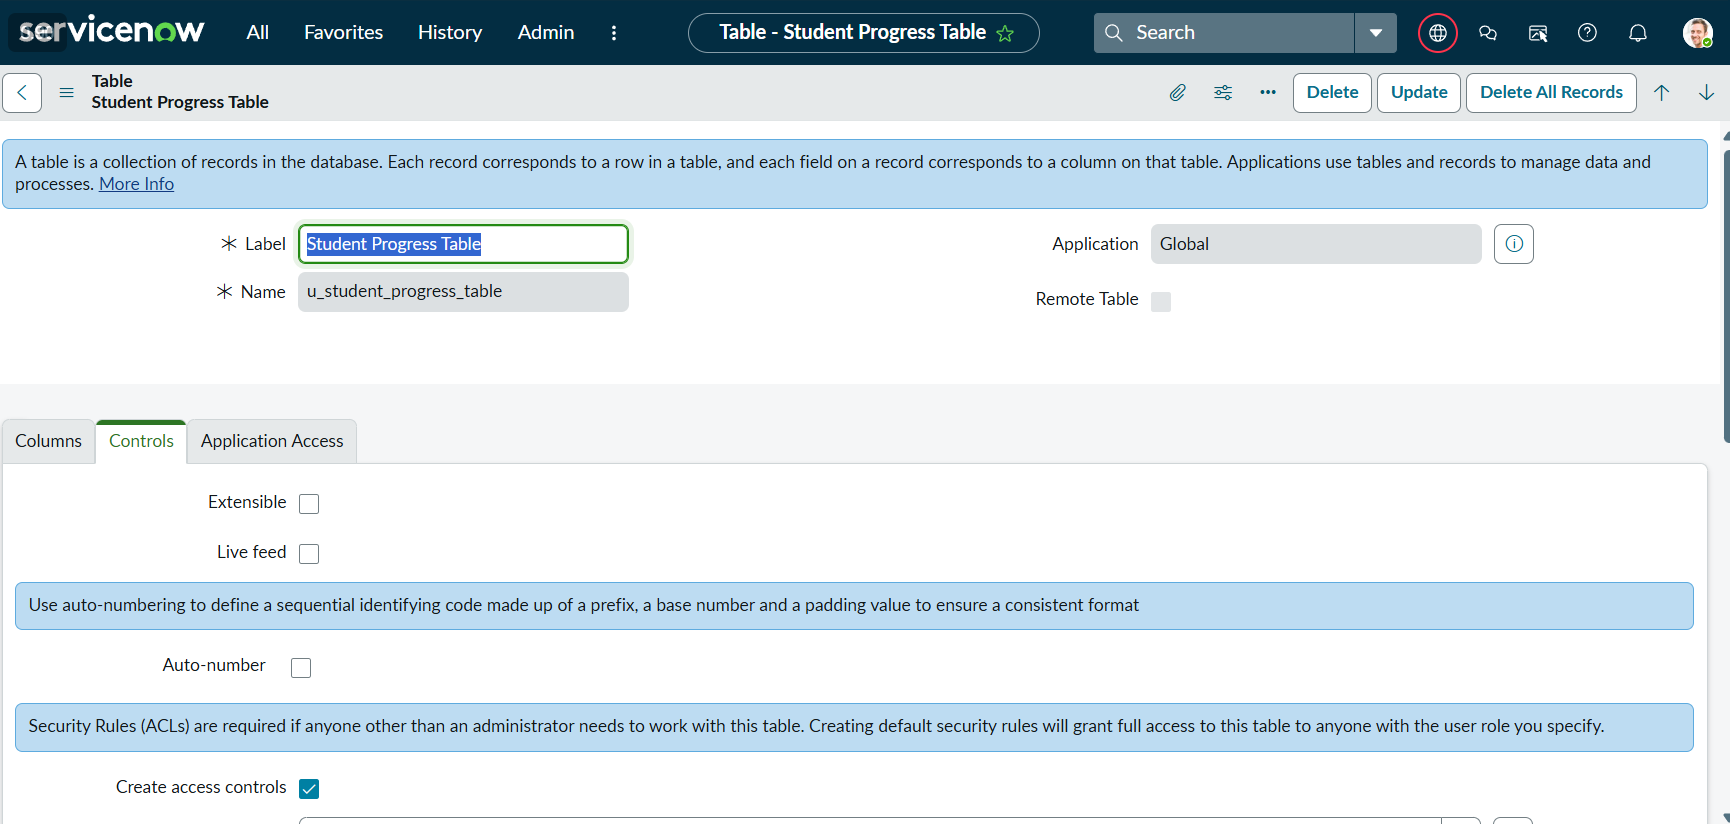 servicenow
All
Favorites
History
Admin
Table - Student Progress Table
Search
Table
Student Progress Table
Delete
Update
Delete All Records
A table is a collection of records in the database. Each record corresponds to a row in a table, and each field on a record corresponds to a column on that table. Applications use tables and records to manage data and
processes. More Info
Label
Student Progress Table
Application
Global
Name
u_student_progress_table
Remote Table
Columns
Controls
Application Access
Extensible
Live feed
Use auto-numbering to define a sequential identifying code made up of a prefix, a base number and a padding value to ensure a consistent format
Auto-number
Security Rules (ACLs) are required if anyone other than an administrator needs to work with this table. Creating default security rules will grant full access to this table to anyone with the user role you specify.
Create access controls